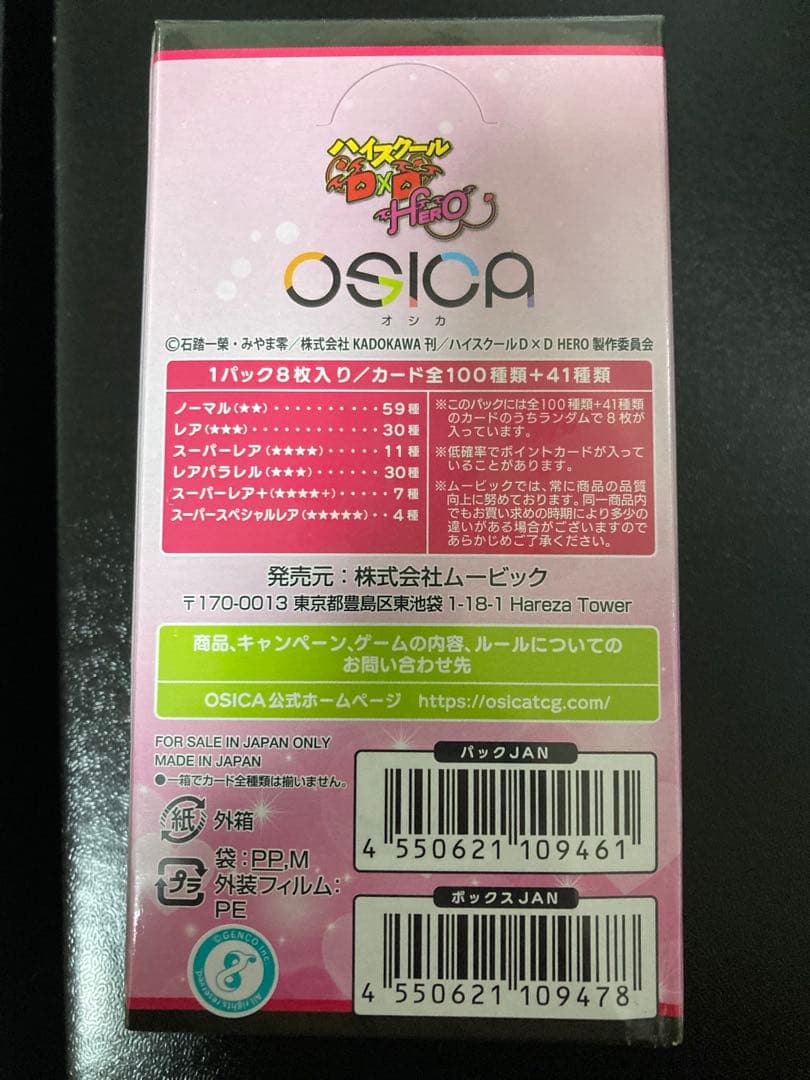 ハイスクール
D×D
HERO
OSICA
オシカ
©石踏一榮・みやま零／株式会社 KADOKAWA 刊／ハイスクールD×D HERO 製作委員会
1パック8枚入り／カード全100種類＋41種類
ノーマル（★★）・・・・・・・・・・・59種
レア（★★★）・・・・・・・・・・・・・30種
スーパーレア（★★★★）・・・・・・11種
レアパラレル（★★★）・・・・・・・30種
スーパーレア＋（★★★★＋）・・・・・7種
スーパースペシャルレア（★★★★★）・・4種
※このパックには全100種類+41種類
のカードのうちランダムで8枚が
入っています。
※低確率でポイントカードが入って
いることがあります。
※ムービックでは、常に商品の品質
向上に努めております。同一商品内
でもお買い求めの時期により多少の
違いがある場合がございますので
あらかじめご了承ください。
発売元：株式会社ムービック
〒170-0013 東京都豊島区東池袋 1-18-1 Hareza Tower
商品、キャンペーン、ゲームの内容、ルールについての
お問い合わせ先
OSICA公式ホームページ https://osicatcg.com/
FOR SALE IN JAPAN ONLY
MADE IN JAPAN
●一箱でカード全種類は揃いません。
紙 外箱
プラ 袋：PP,M
外装フィルム：
PE
©GENCO Inc
All rights reserved.
パックJAN
4 550621 109461
ボックスJAN
4 550621 109478